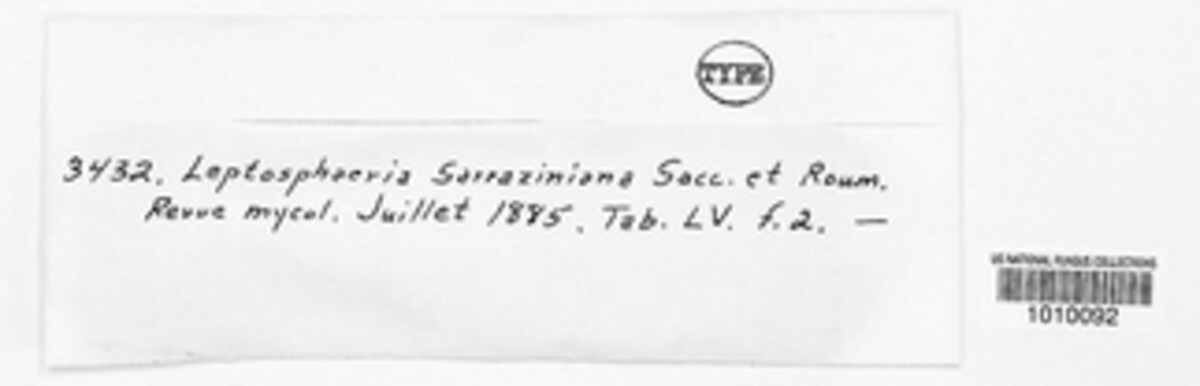 TYPE
3432. Leptosphaeria Sarraziniana Sacc. et Roum.
Revue mycol. Juillet 1885. Tab. LV. f. 2. —
US NATIONAL FUNGUS COLLECTIONS
1010092